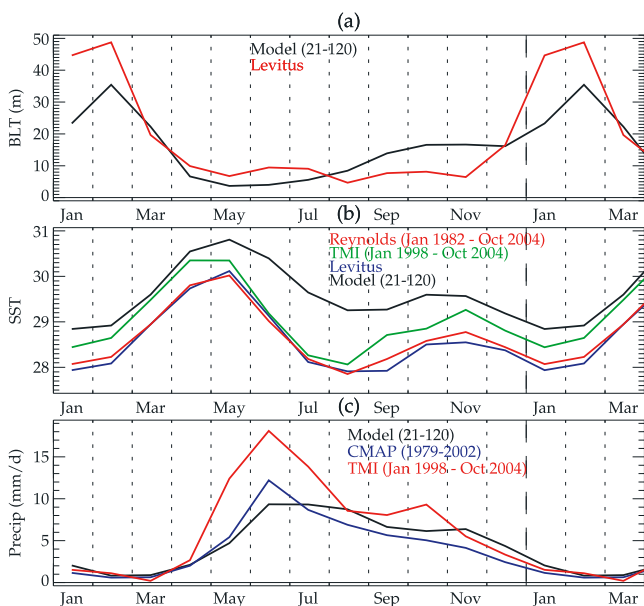 (a)
50
40
30
20
10
0
BLT (m)
Model (21-120)
Levitus
Jan Mar May Jul Sep Nov Jan Mar
(b)
31
30
29
28
SST
Reynolds (Jan 1982 - Oct 2004)
TMI (Jan 1998 - Oct 2004)
Levitus
Model (21-120)
Jan Mar May Jul Sep Nov Jan Mar
(c)
15
10
5
0
Precip (mm/d)
Model (21-120)
CMAP (1979-2002)
TMI (Jan 1998 - Oct 2004)
Jan Mar May Jul Sep Nov Jan Mar